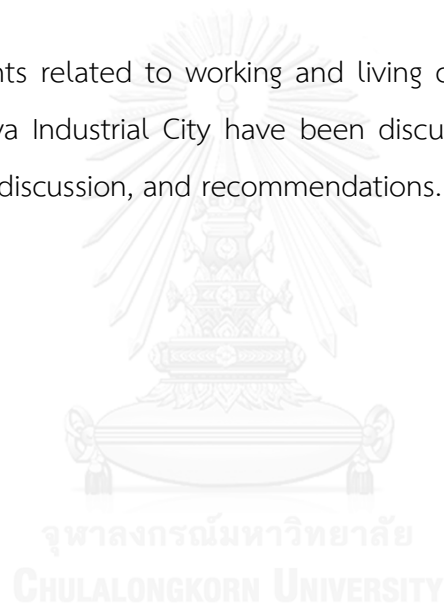 nts related to working and living c
va Industrial City have been discu
discussion, and recommendations.
จุฬาลงกรณ์มหาวิทยาลัย
CHULALONGKORN UNIVERSITY